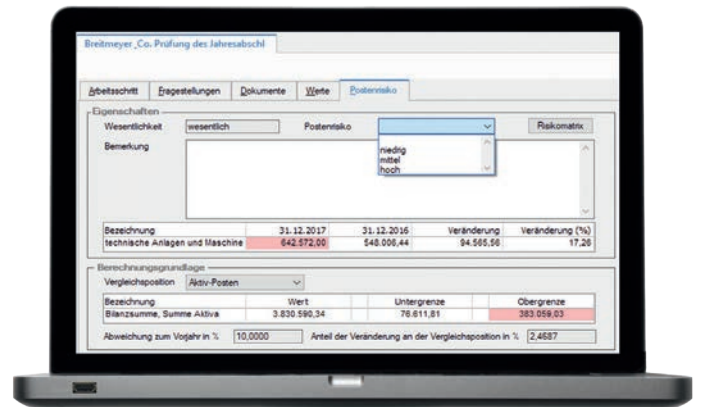 Breitmeyer_Co. Prüfung des Jahresabschl
Arbeitsschritt Fragestellungen Dokumente Werte Postenrisiko
Eigenschaften
Wesentlichkeit wesentlich Postenrisiko Risikomatrix
niedrig
mittel
hoch
Bemerkung
Bezeichnung 31.12.2017 31.12.2016 Veränderung Veränderung (%)
technische Anlagen und Maschine 642.572,00 548.006,44 94.565,56 17,26
Berechnungsgrundlage
Vergleichsposition Aktiv-Posten
Bezeichnung Wert Untergrenze Obergrenze
Bilanzsumme, Summe Aktiva 3.830.590,34 76.611,81 383.059,03
Abweichung zum Vorjahr in % 10,0000 Anteil der Veränderung an der Vergleichsposition in % 2,4687